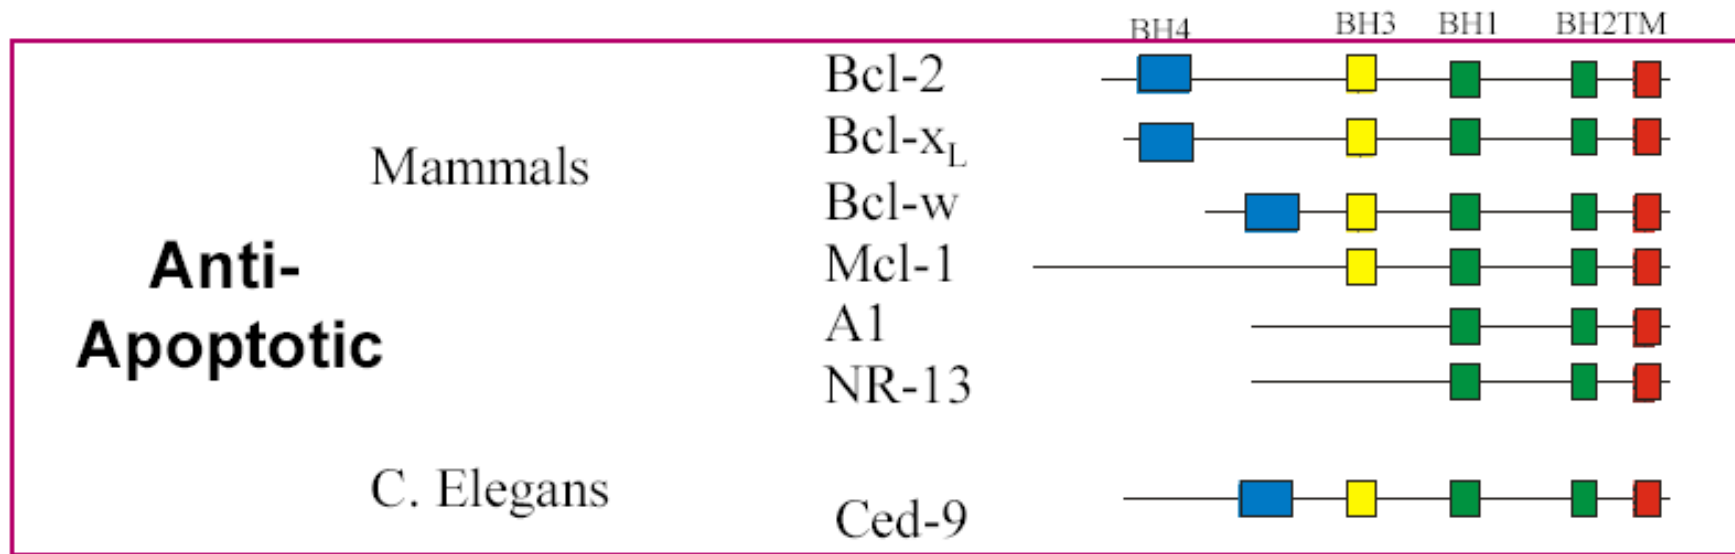 BH4 BH3 BH1 BH2TM
Bcl-2
Bcl-x_L
Mammals
Bcl-w
Anti-
Mcl-1
Apoptotic
A1
NR-13
C. Elegans
Ced-9